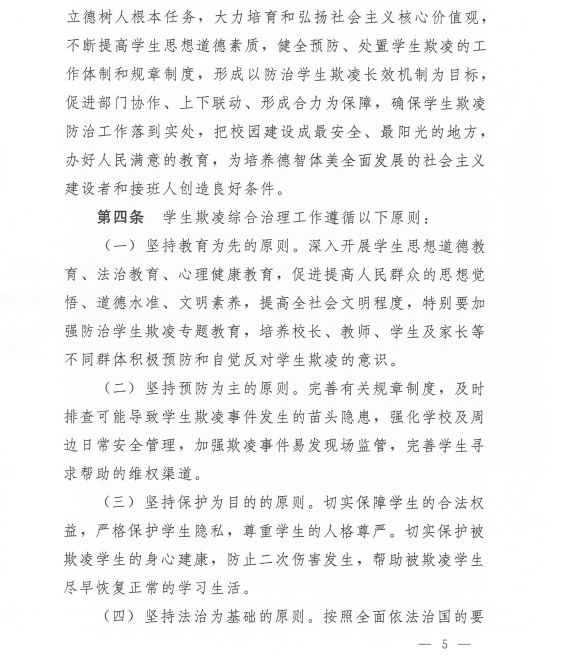 立德树人根本任务，大力培育和弘扬社会主义核心价值观，
不断提高学生思想道德素质，健全预防、处置学生欺凌的工
作体制和规章制度，形成以防治学生欺凌长效机制为目标，
促进部门协作、上下联动、形成合力为保障，确保学生欺凌
防治工作落到实处，把校园建设成最安全、最阳光的地方，
办好人民满意的教育，为培养德智体美全面发展的社会主义
建设者和接班人创造良好条件。
第四条 学生欺凌综合治理工作遵循以下原则：
（一）坚持教育为先的原则。深入开展学生思想道德教
育、法治教育、心理健康教育，促进提高人民群众的思想觉
悟、道德水准、文明素养，提高全社会文明程度，特别要加
强防治学生欺凌专题教育，培养校长、教师、学生及家长等
不同群体积极预防和自觉反对学生欺凌的意识。
（二）坚持预防为主的原则。完善有关规章制度，及时
排查可能导致学生欺凌事件发生的苗头隐患，强化学校及周
边日常安全管理，加强欺凌事件易发现场监管，完善学生寻
求帮助的维权渠道。
（三）坚持保护为目的的原则。切实保障学生的合法权
益，严格保护学生隐私，尊重学生的人格尊严。切实保护被
欺凌学生的身心建康，防止二次伤害发生，帮助被欺凌学生
尽早恢复正常的学习生活。
（四）坚持法治为基础的原则。按照全面依法治国的要
— 5 —